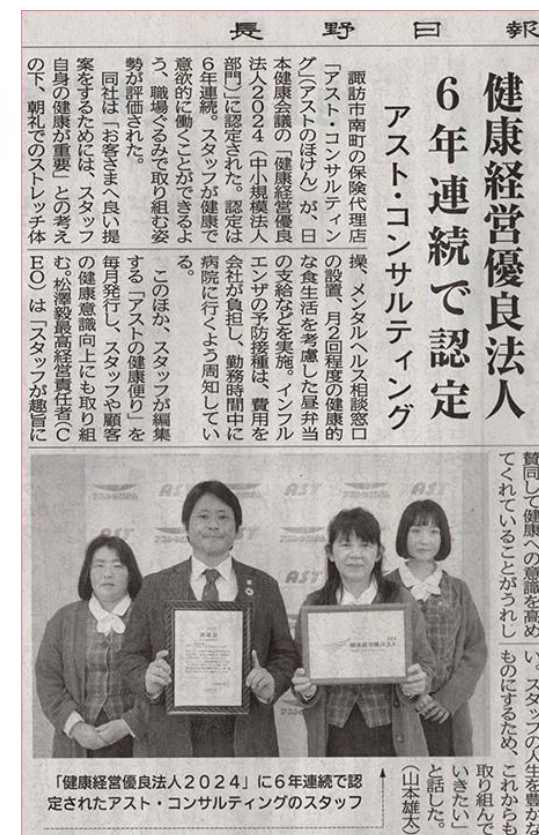 長野日報
健康経営優良法人
6年連続で認定
アスト・コンサルティング
諏訪市南町の保険代理店
「アスト・コンサルティン
グ」(アストのほけん)が、日
本健康会議の「健康経営優良
法人2024(中小規模法人
部門)」に認定された。認定は
6年連続。スタッフが健康で
意欲的に働くことができるよ
う、職場ぐるみで取り組む姿
勢が評価された。
同社は「お客さまへ良い提
案をするためには、スタッフ
自身の健康が重要」との考え
の下、朝礼でのストレッチ体
操、メンタルヘルス相談窓口
の設置、月2回程度の健康的
な食生活を考慮した昼弁当
の支給などを実施。インフル
エンザの予防接種は、費用を
会社が負担し、勤務時間中に
病院に行くよう周知してい
る。
このほか、スタッフが編集
する「アストの健康便り」を
毎月発行し、スタッフや顧客
の健康意識向上にも取り組
む。松澤毅最高経営責任者(C
EO)は「スタッフが趣旨に
賛同して健康への意識を高め
てくれていることがうれし
い。スタッフの人生を豊かな
ものにするため、これからも
取り組んで
いきたい」
と話した。
(山本雄大)
AST
AST
AST
「健康経営優良法人2024」に6年連続で認
定されたアスト・コンサルティングのスタッフ